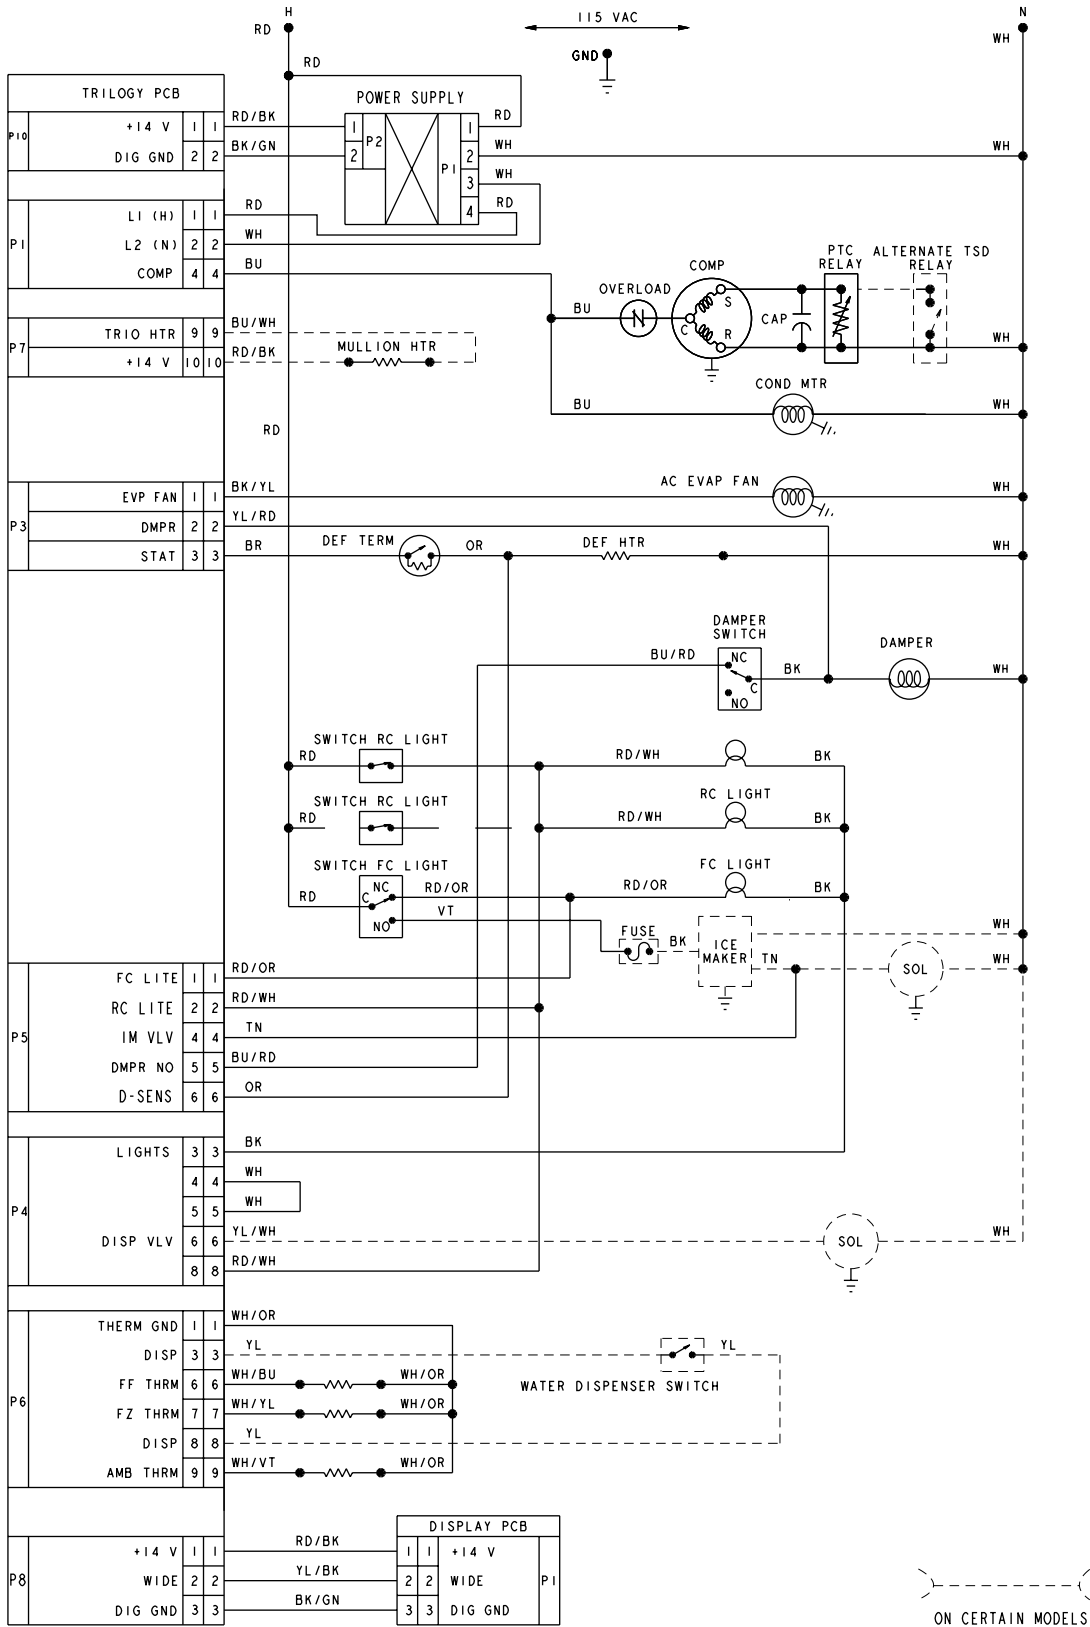 H
115 VAC
N
RD
WH
GND
RD
TRILOGY PCB
POWER SUPPLY
P10
+14 V 1 1 RD/BK
DIG GND 2 2 BK/GN
1 P2
2
P1 1 RD
2 WH
3 WH
4 RD
WH
P1
L1 (H) 1 1 RD
L2 (N) 2 2 WH
COMP 4 4 BU
PTC RELAY
ALTERNATE TSD RELAY
COMP
OVERLOAD
BU
C
S
R
CAP
WH
P7
TRIO HTR 9 9 BU/WH
+14 V 10 10 RD/BK
MULLION HTR
COND MTR
BU
WH
RD
P3
EVP FAN 1 1 BK/YL
AC EVAP FAN
WH
DMPR 2 2 YL/RD
STAT 3 3 BR
DEF TERM
OR
DEF HTR
WH
DAMPER SWITCH
BU/RD
NC
C
NO
BK
DAMPER
WH
SWITCH RC LIGHT
RD
RD/WH
BK
SWITCH RC LIGHT
RD
RD/WH
RC LIGHT
BK
SWITCH FC LIGHT
RD
C
NC
NO
RD/OR
VT
RD/OR
FC LIGHT
BK
FUSE
BK
ICE MAKER
TN
WH
SOL
WH
P5
FC LITE 1 1 RD/OR
RC LITE 2 2 RD/WH
IM VLV 4 4 TN
DMPR NO 5 5 BU/RD
D-SENS 6 6 OR
P4
LIGHTS 3 3 BK
4 4 WH
5 5 WH
DISP VLV 6 6 YL/WH
SOL
WH
8 8 RD/WH
P6
THERM GND 1 1 WH/OR
DISP 3 3 YL
YL
FF THRM 6 6 WH/BU WH/OR
WATER DISPENSER SWITCH
FZ THRM 7 7 WH/YL WH/OR
DISP 8 8 YL
AMB THRM 9 9 WH/VT WH/OR
DISPLAY PCB
P8
+14 V 1 1 RD/BK 1 1 +14 V
WIDE 2 2 YL/BK 2 2 WIDE
DIG GND 3 3 BK/GN 3 3 DIG GND
P1
ON CERTAIN MODELS